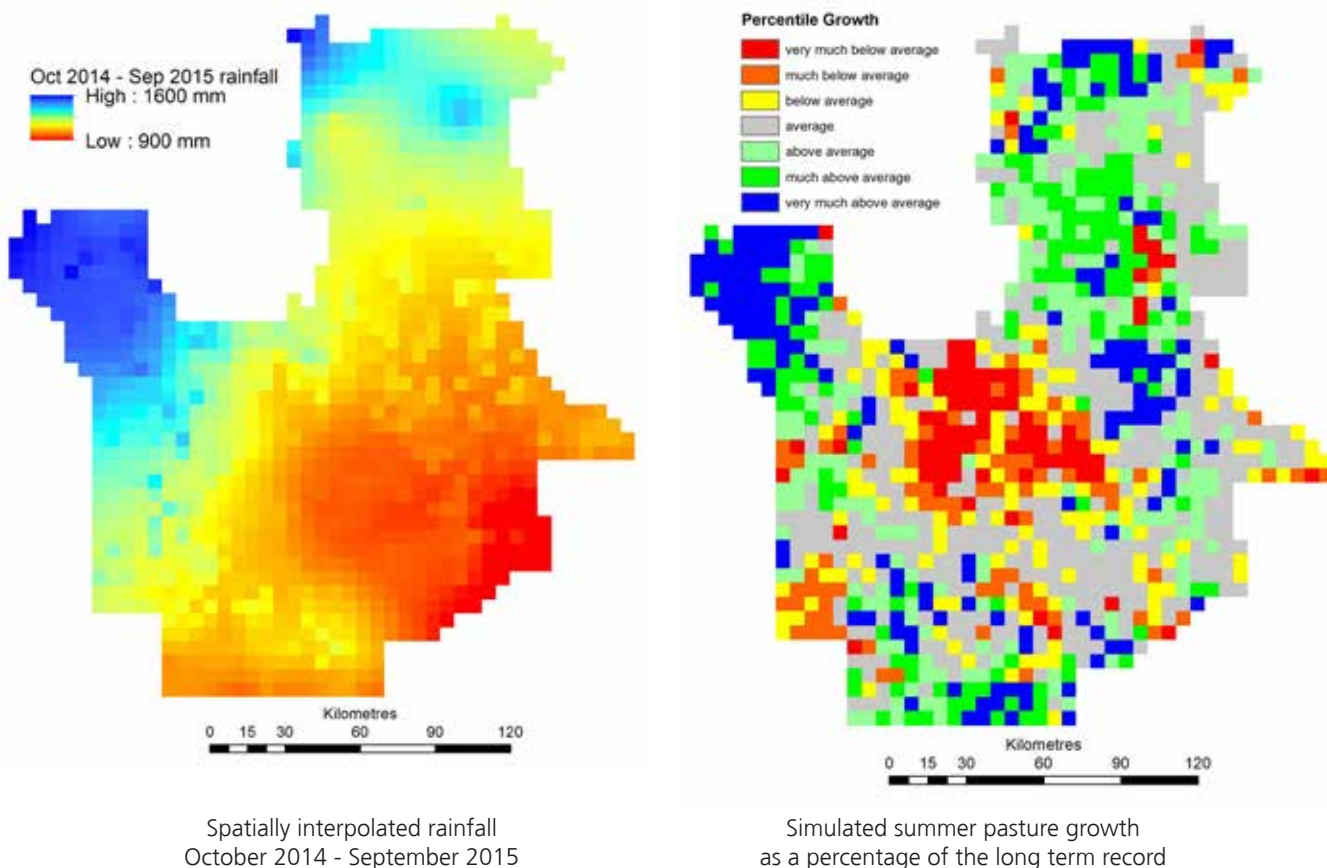 Oct 2014 - Sep 2015 rainfall
High : 1600 mm
Low : 900 mm
Kilometres
0 15 30 60 90 120
Spatially interpolated rainfall
October 2014 - September 2015
Percentile Growth
very much below average
much below average
below average
average
above average
much above average
very much above average
Kilometres
0 15 30 60 90 120
Simulated summer pasture growth
as a percentage of the long term record